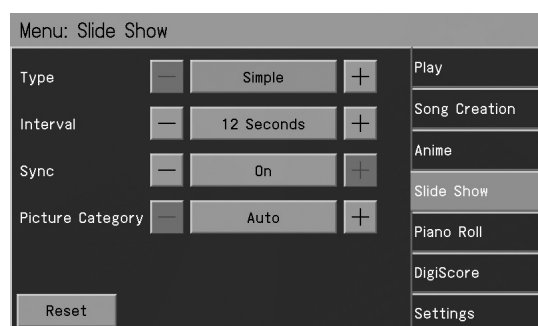 Menu: Slide Show
Type − Simple +
Interval − 12 Seconds +
Sync − On +
Picture Category − Auto +
Reset
Play
Song Creation
Anime
Slide Show
Piano Roll
DigiScore
Settings